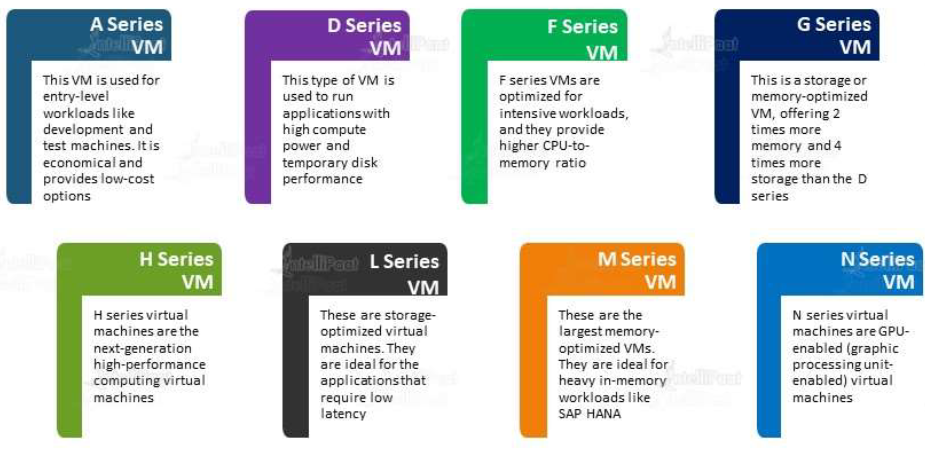 A Series
VM
This VM is used for
entry-level
workloads like
development and
test machines. It is
economical and
provides low-cost
options
D Series
VM
This type of VM is
used to run
applications with
high compute
power and
temporary disk
performance
F Series
VM
F series VMs are
optimized for
intensive workloads,
and they provide
higher CPU-to-
memory ratio
G Series
VM
This is a storage or
memory-optimized
VM, offering 2
times more
memory and 4
times more
storage than the D
series
H Series
VM
H series virtual
machines are the
next-generation
high-performance
computing virtual
machines
L Series
VM
These are storage-
optimized virtual
machines. They
are ideal for the
applications that
require low
latency
M Series
VM
These are the
largest memory-
optimized VMs.
They are ideal for
heavy in-memory
workloads like
SAP HANA
N Series
VM
N series virtual
machines are GPU-
enabled (graphic
processing unit-
enabled) virtual
machines